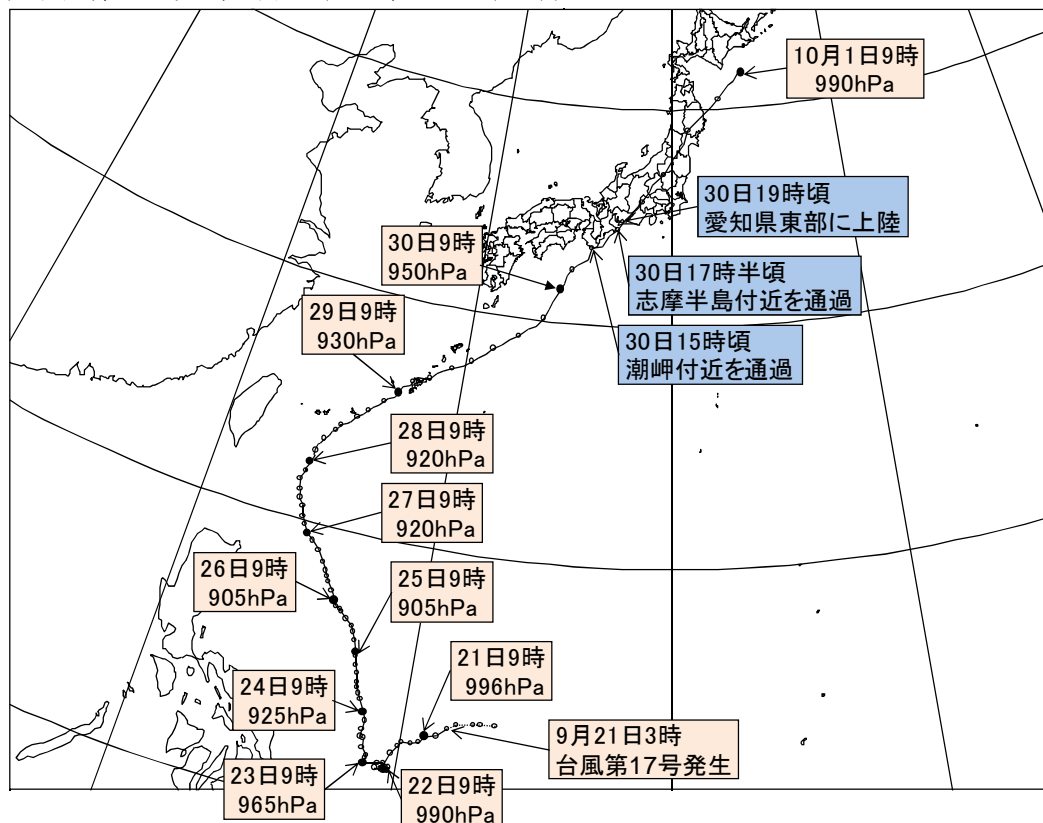 10月1日9時
990hPa
30日19時頃
愛知県東部に上陸
30日9時
950hPa
30日17時半頃
志摩半島付近を通過
29日9時
930hPa
30日15時頃
潮岬付近を通過
28日9時
920hPa
27日9時
920hPa
26日9時
905hPa
25日9時
905hPa
21日9時
996hPa
24日9時
925hPa
9月21日3時
台風第17号発生
23日9時
965hPa
22日9時
990hPa